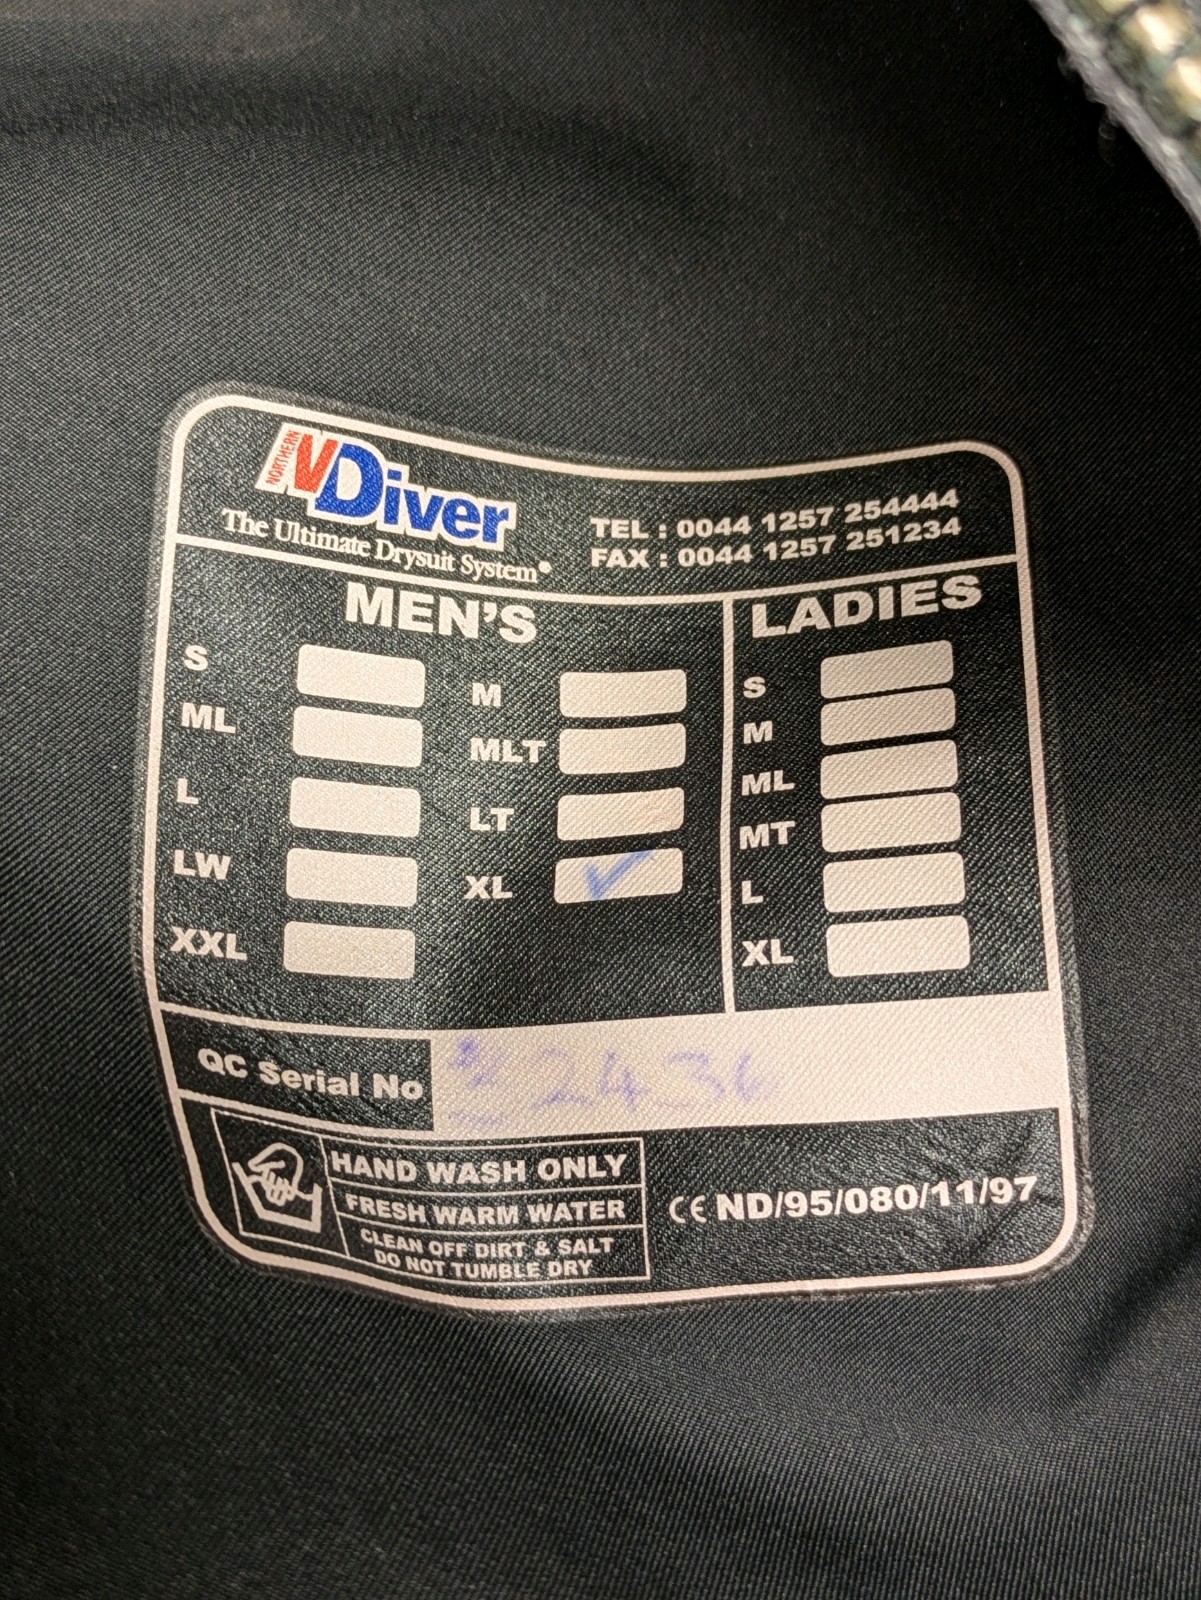 NORTHERN NDiver
The Ultimate Drysuit System
TEL : 0044 1257 254444
FAX : 0044 1257 251234
MEN'S
S
M
ML
MLT
L
LT
LW
XL ✓
XXL
LADIES
S
M
ML
MT
L
XL
QC Serial No 2436
HAND WASH ONLY
FRESH WARM WATER
CLEAN OFF DIRT & SALT
DO NOT TUMBLE DRY
CE ND/95/080/11/97